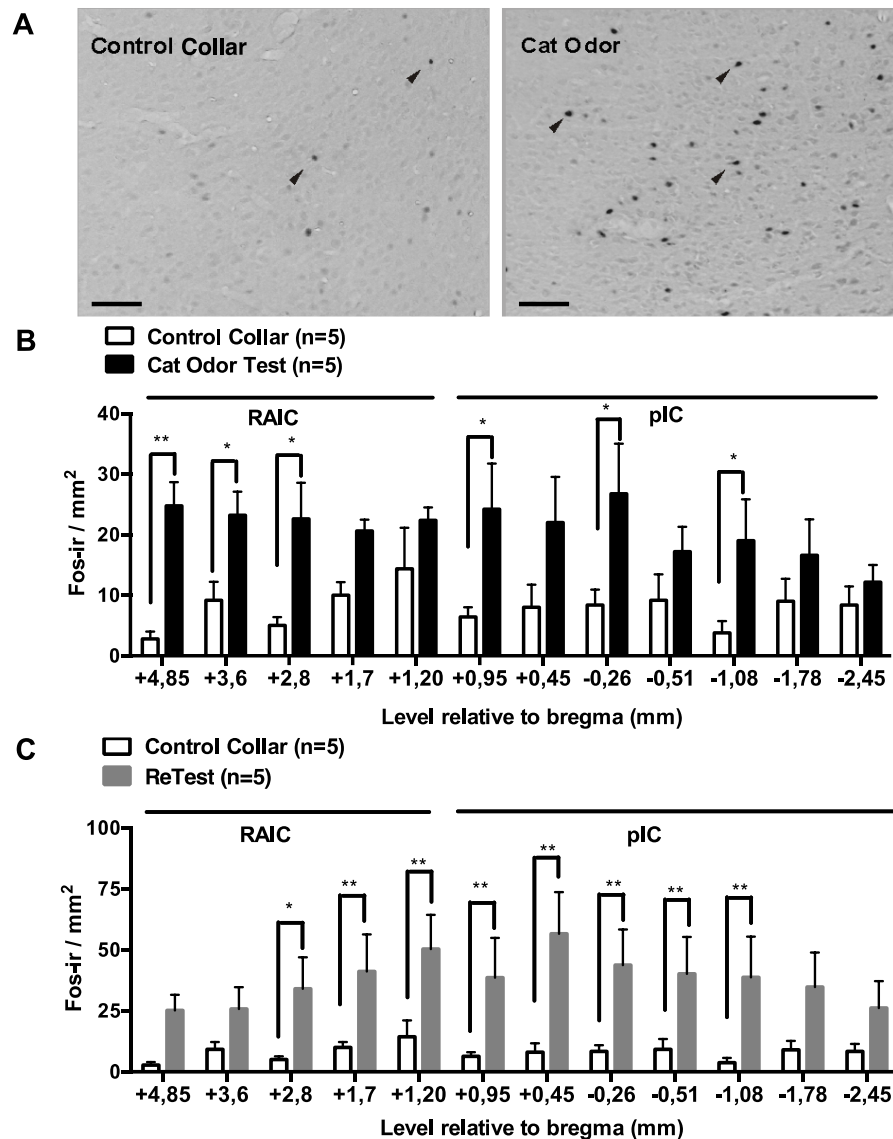 A
Control Collar
Cat Odor
B
Control Collar (n=5)
Cat Odor Test (n=5)
RAIC
pIC
Fos-ir / mm²
40
30
20
10
0
**
*
*
*
*
*
+4,85 +3,6 +2,8 +1,7 +1,20 +0,95 +0,45 -0,26 -0,51 -1,08 -1,78 -2,45
Level relative to bregma (mm)
C
Control Collar (n=5)
ReTest (n=5)
RAIC
pIC
Fos-ir / mm²
100
75
50
25
0
*
**
**
**
**
**
**
**
+4,85 +3,6 +2,8 +1,7 +1,20 +0,95 +0,45 -0,26 -0,51 -1,08 -1,78 -2,45
Level relative to bregma (mm)